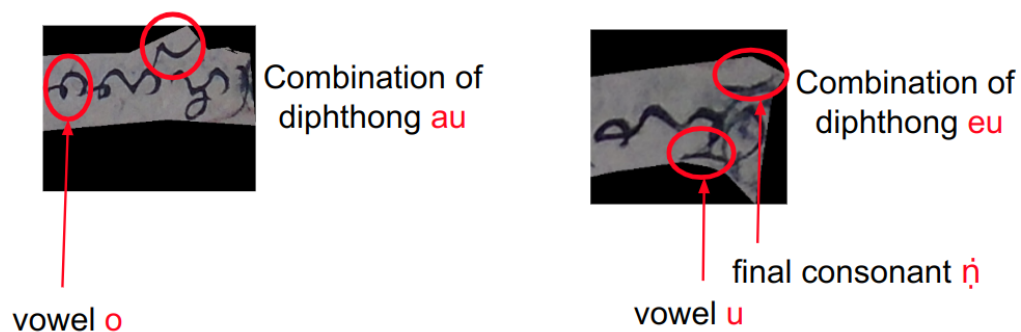 Combination of
diphthong au
vowel o
Combination of
diphthong eu
final consonant ṇ̇
vowel u